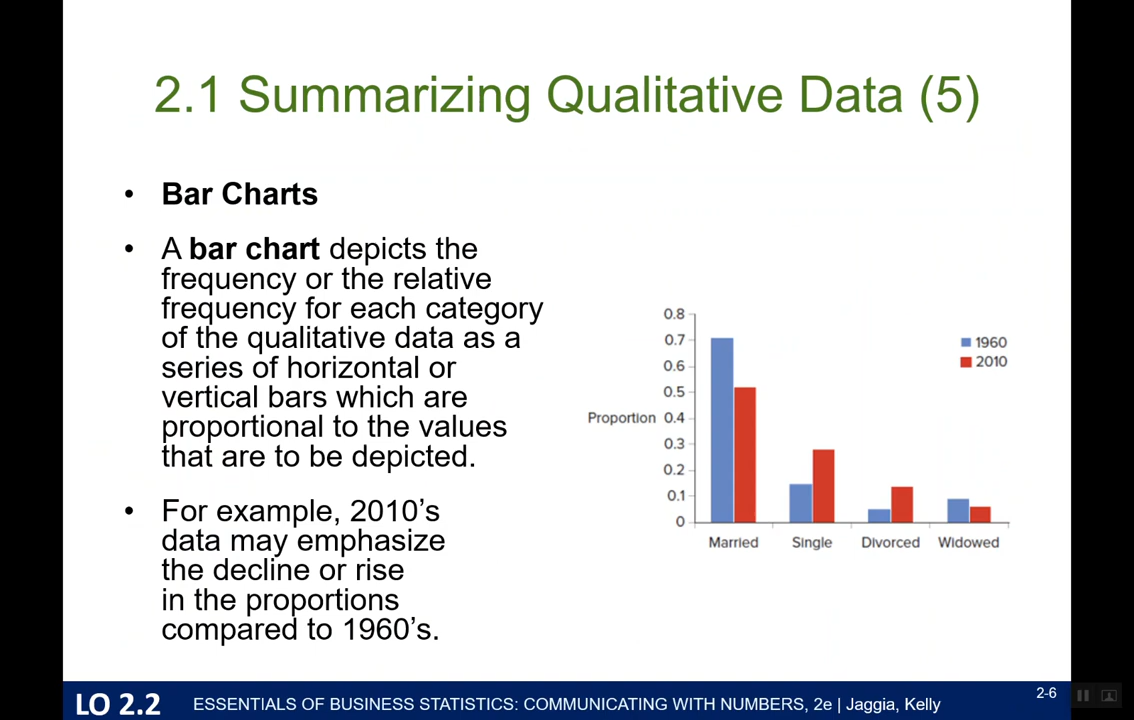 2.1 Summarizing Qualitative Data (5)
• Bar Charts
• A bar chart depicts the
frequency or the relative
frequency for each category
of the qualitative data as a
series of horizontal or
vertical bars which are
proportional to the values
that are to be depicted.
• For example, 2010’s
data may emphasize
the decline or rise
in the proportions
compared to 1960’s.
0.8
0.7
0.6
0.5
Proportion 0.4
0.3
0.2
0.1
0
1960
2010
Married Single Divorced Widowed
LO 2.2 ESSENTIALS OF BUSINESS STATISTICS: COMMUNICATING WITH NUMBERS, 2e | Jaggia, Kelly
2-6